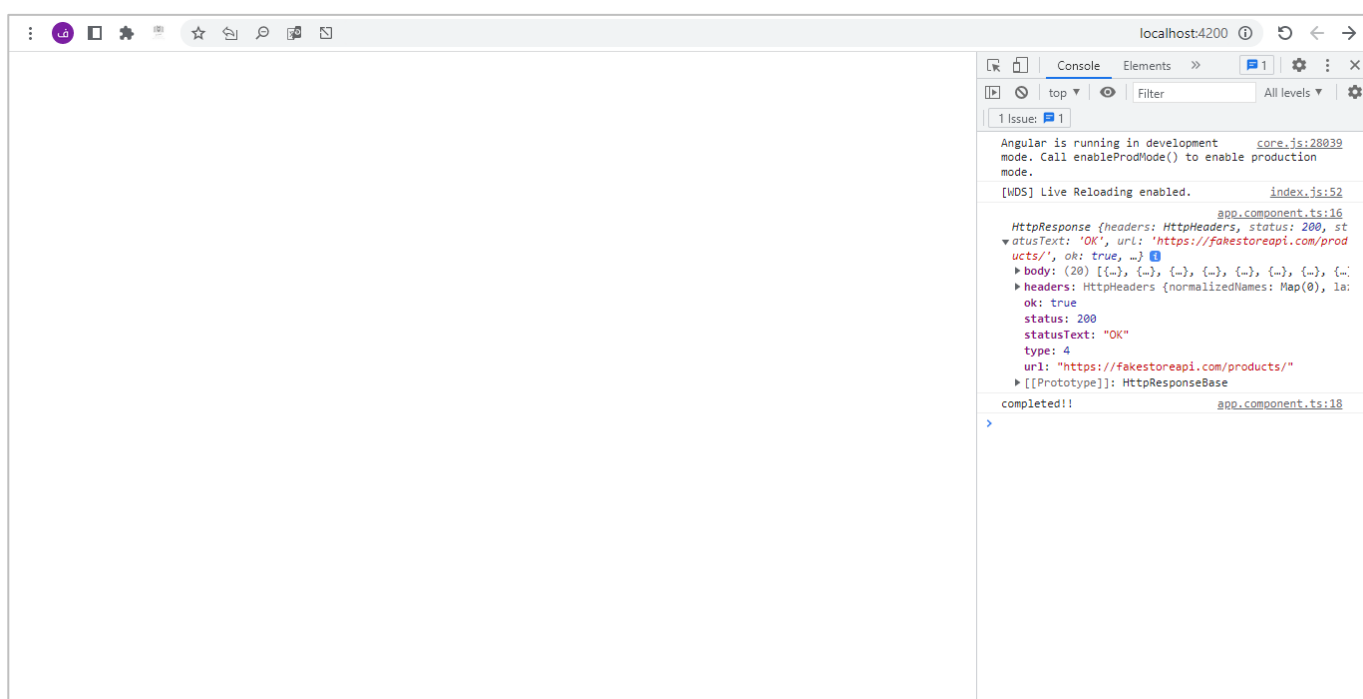 ف
localhost:4200
Console Elements » 1
top ▼ Filter All levels ▼
1 Issue: 1
Angular is running in development core.js:28039
mode. Call enableProdMode() to enable production
mode.
[WDS] Live Reloading enabled. index.js:52
app.component.ts:16
HttpResponse {headers: HttpHeaders, status: 200, st
atusText: 'OK', url: 'https://fakestoreapi.com/prod
ucts/', ok: true, …}
body: (20) [{…}, {…}, {…}, {…}, {…}, {…}, {…}, {…
headers: HttpHeaders {normalizedNames: Map(0), la
ok: true
status: 200
statusText: "OK"
type: 4
url: "https://fakestoreapi.com/products/"
[[Prototype]]: HttpResponseBase
completed!! app.component.ts:18